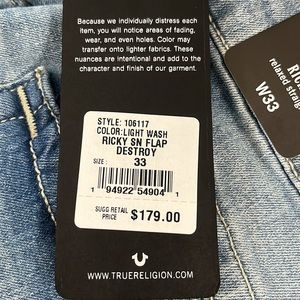 Because we individually distress each
item, you will notice areas of fading,
wear, and even holes. Color may
transfer onto lighter fabrics. These
nuances are intentional and add to the
character and finish of our garment.
STYLE: 106117
COLOR:LIGHT WASH
RICKY SN FLAP
DESTROY
SIZE :
33
1 94922 54904 1
SUGG RETAIL
PRICE $179.00
WWW.TRUERELIGION.COM
relaxed
W33